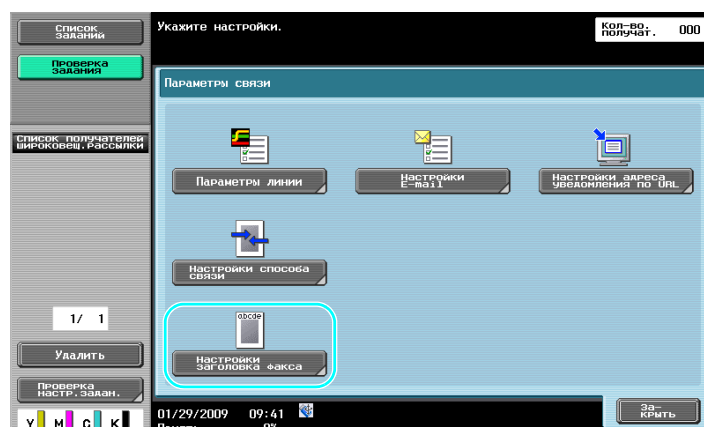 Список
заданий
Укажите настройки.
Кол-во.
получат.
000
Проверка
задания
Параметры связи
Список получателей
широковещ.рассылки
Параметры линии
Настройки
E-mail
Настройки адреса
уведомления по URL
Настройки способа
связи
abcde
1/ 1
Настройки
заголовка факса
Удалить
Проверка
настр.задан.
За-
крыть
01/29/2009 09:41
Y M C K
0%